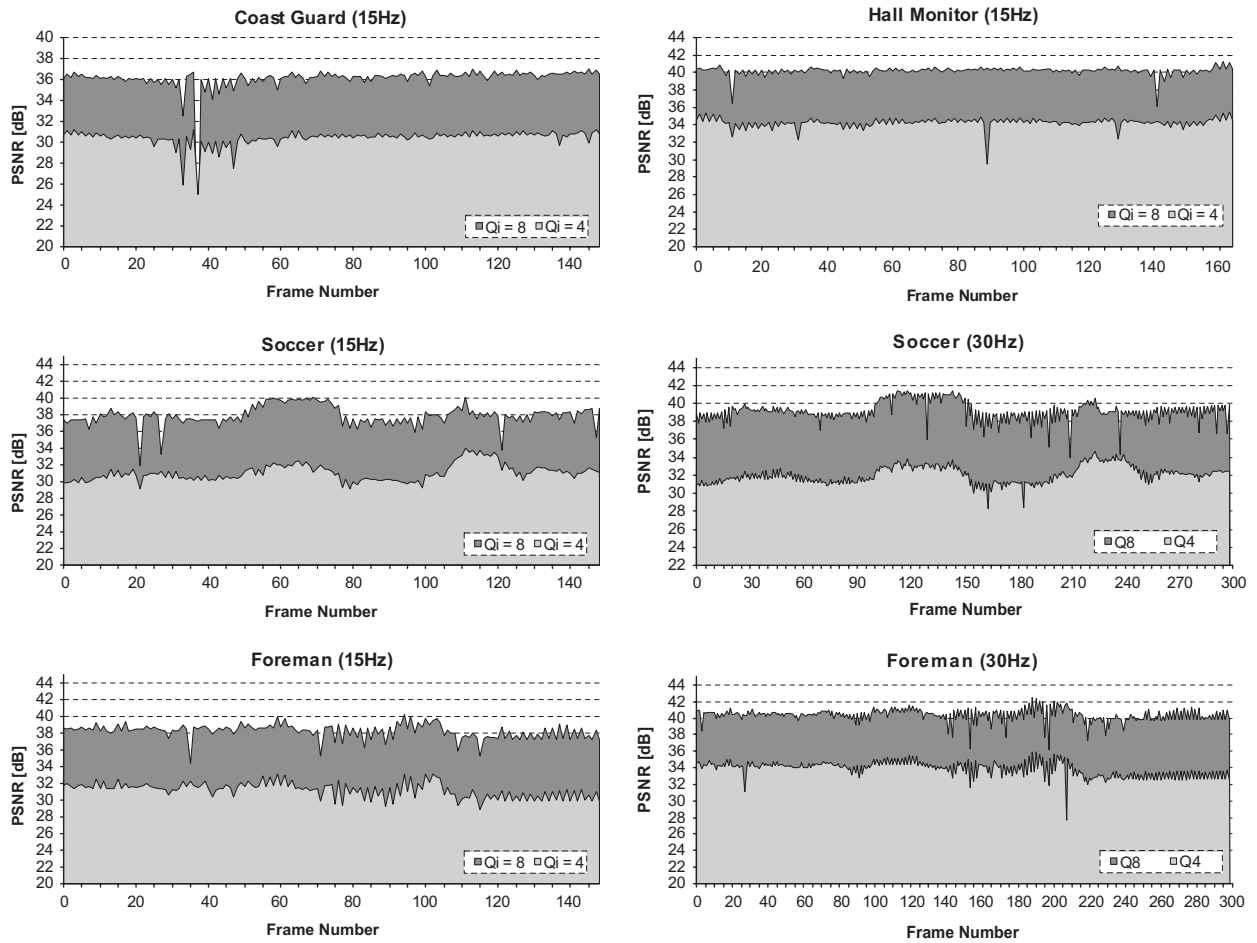 Coast Guard (15Hz)
PSNR [dB]
40
38
36
34
32
30
28
26
24
22
20
Qi = 8 Qi = 4
0 20 40 60 80 100 120 140
Frame Number
Hall Monitor (15Hz)
PSNR [dB]
44
42
40
38
36
34
32
30
28
26
24
22
20
Qi = 8 Qi = 4
0 20 40 60 80 100 120 140 160
Frame Number
Soccer (15Hz)
PSNR [dB]
44
42
40
38
36
34
32
30
28
26
24
22
20
Qi = 8 Qi = 4
0 20 40 60 80 100 120 140
Frame Number
Soccer (30Hz)
PSNR [dB]
44
42
40
38
36
34
32
30
28
26
24
22
Q8 Q4
0 30 60 90 120 150 180 210 240 270 300
Frame Number
Foreman (15Hz)
PSNR [dB]
44
42
40
38
36
34
32
30
28
26
24
22
20
Qi = 8 Qi = 4
0 20 40 60 80 100 120 140
Frame Number
Foreman (30Hz)
PSNR [dB]
44
42
40
38
36
34
32
30
28
26
24
22
20
Q8 Q4
0 20 40 60 80 100 120 140 160 180 200 220 240 260 280 300
Frame Number